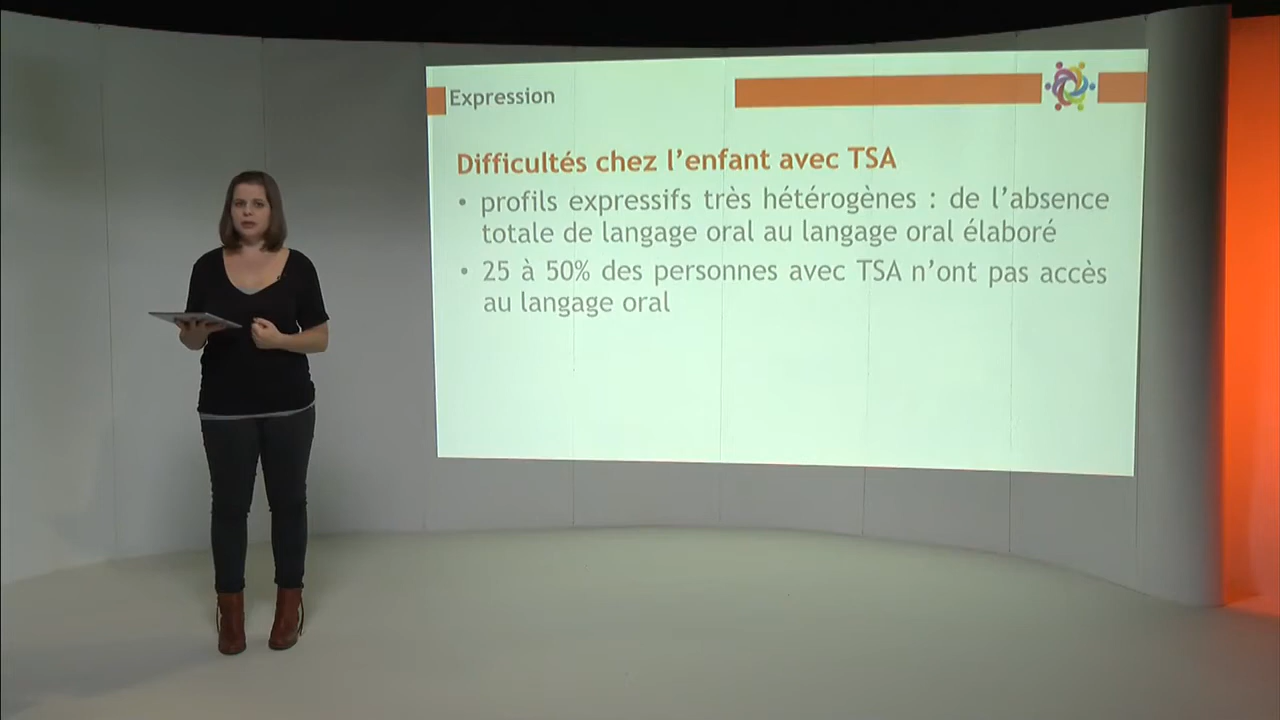 Expression
Difficultés chez l'enfant avec TSA
• profils expressifs très hétérogènes : de l'absence
totale de langage oral au langage oral élaboré
• 25 à 50% des personnes avec TSA n'ont pas accès
au langage oral